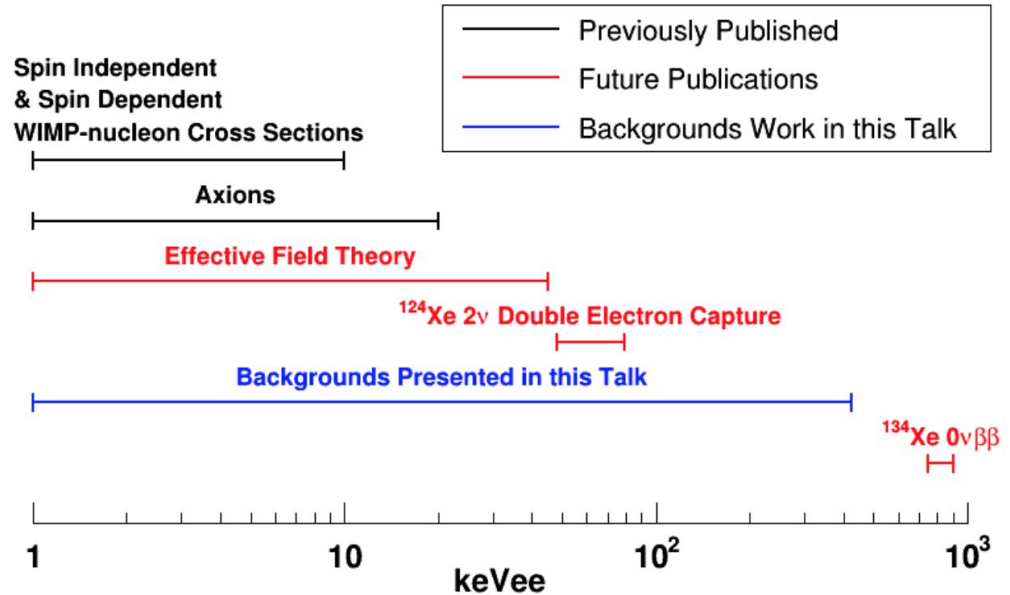 Previously Published
Future Publications
Backgrounds Work in this Talk
Spin Independent
& Spin Dependent
WIMP-nucleon Cross Sections
Axions
Effective Field Theory
¹²⁴Xe 2ν Double Electron Capture
Backgrounds Presented in this Talk
¹³⁴Xe 0νββ
1 10 10² 10³
keVee